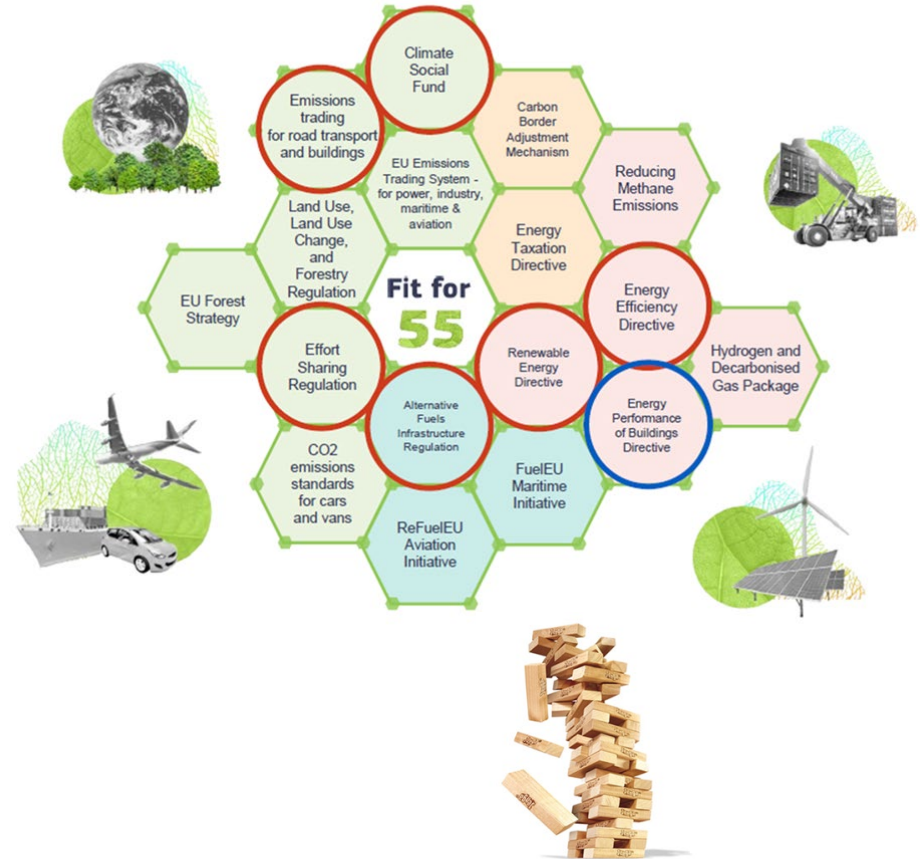 Climate
Social
Fund
Emissions
trading
for road transport
and buildings
Carbon
Border
Adjustment
Mechanism
EU Emissions
Trading System -
for power, industry,
maritime &
aviation
Reducing
Methane
Emissions
Land Use,
Land Use
Change,
and
Forestry
Regulation
Energy
Taxation
Directive
EU Forest
Strategy
Fit for
55
Energy
Efficiency
Directive
Effort
Sharing
Regulation
Renewable
Energy
Directive
Hydrogen and
Decarbonised
Gas Package
Alternative
Fuels
Infrastructure
Regulation
Energy
Performance
of Buildings
Directive
CO2
emissions
standards
for cars
and vans
FuelEU
Maritime
Initiative
ReFuelEU
Aviation
Initiative